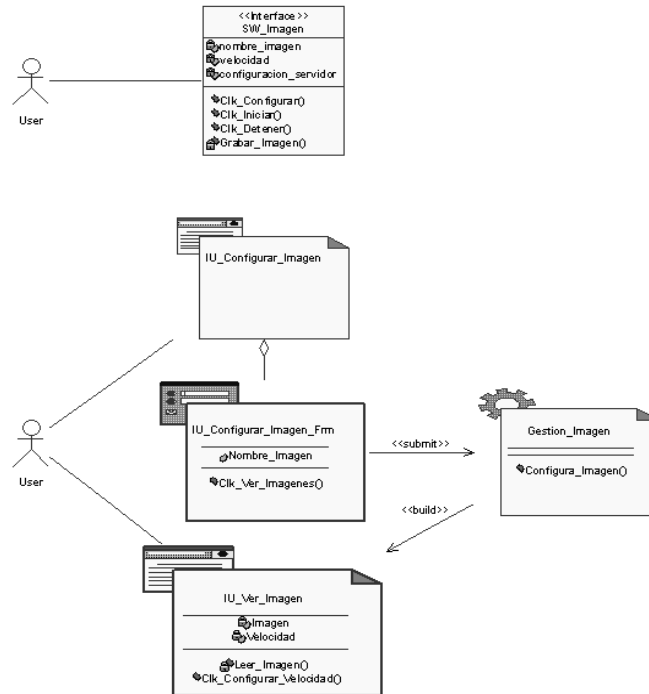 <<Interface>>
SW_Imagen
nombre_imagen
velocidad
configuracion_servidor
Clk_Configurar()
Clk_Iniciar()
Clk_Detener()
Grabar_Imagen()
User
IU_Configurar_Imagen
IU_Configurar_Imagen_Frm
Nombre_Imagen
Clk_Ver_Imagenes()
<<submit>>
Gestion_Imagen
Configura_Imagen()
User
<<build>>
IU_Ver_Imagen
Imagen
Velocidad
Leer_Imagen()
Clk_Configurar_Velocidad()